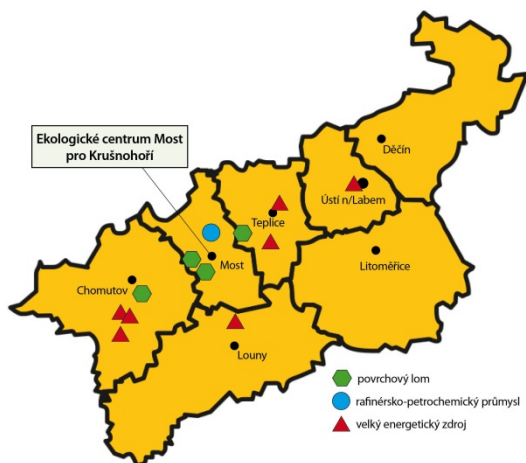 Ekologické centrum Most
pro Krušnohoří
Děčín
Ústí n/Labem
Teplice
Litoměřice
Most
Chomutov
Louny
povrchový lom
rafinérsko-petrochemický průmysl
velký energetický zdroj